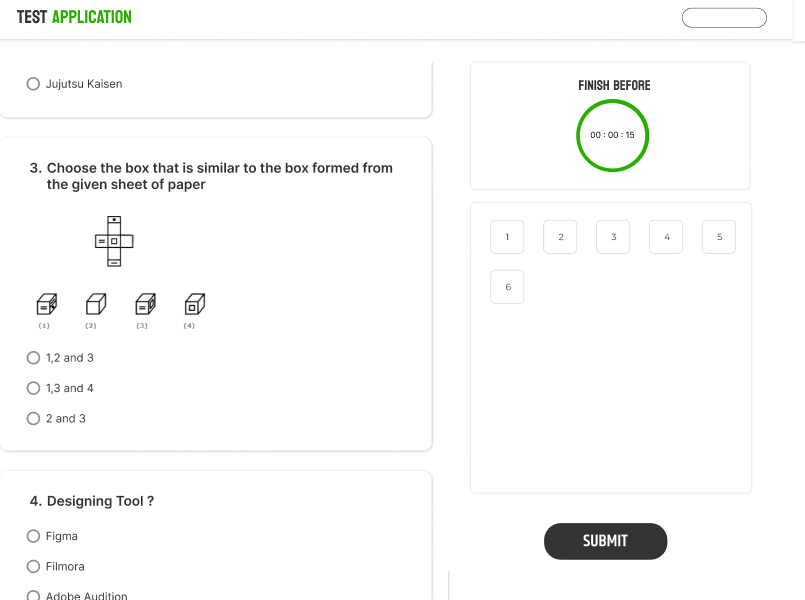 TEST APPLICATION
Jujutsu Kaisen
3. Choose the box that is similar to the box formed from
the given sheet of paper
(1) (2) (3) (4)
1,2 and 3
1,3 and 4
2 and 3
4. Designing Tool ?
Figma
Filmora
Adobe Audition
FINISH BEFORE
00 : 00 : 15
1 2 3 4 5
6
SUBMIT